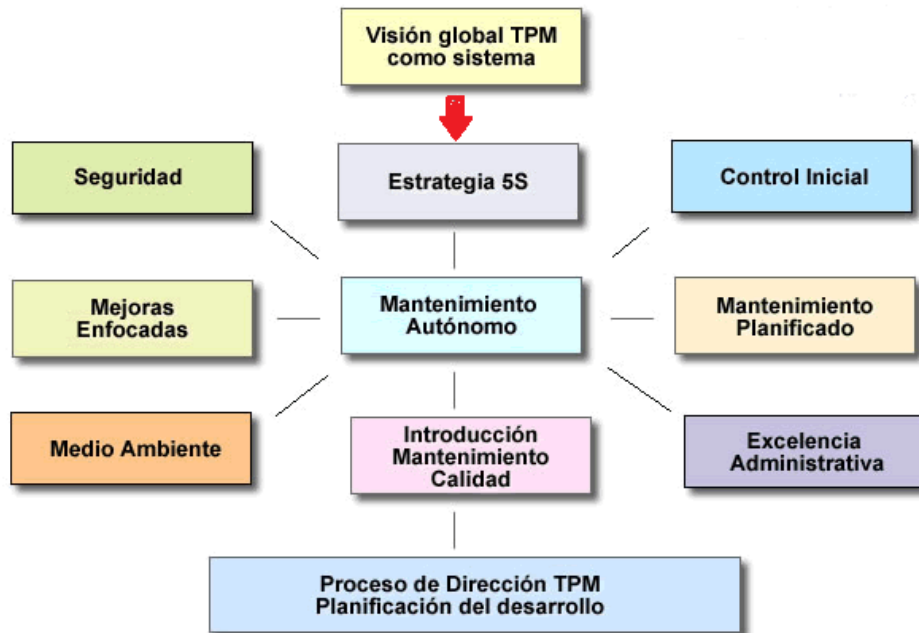 Visión global TPM
como sistema
Seguridad
Estrategia 5S
Control Inicial
Mejoras
Enfocadas
Mantenimiento
Autónomo
Mantenimiento
Planificado
Medio Ambiente
Introducción
Mantenimiento
Calidad
Excelencia
Administrativa
Proceso de Dirección TPM
Planificación del desarrollo